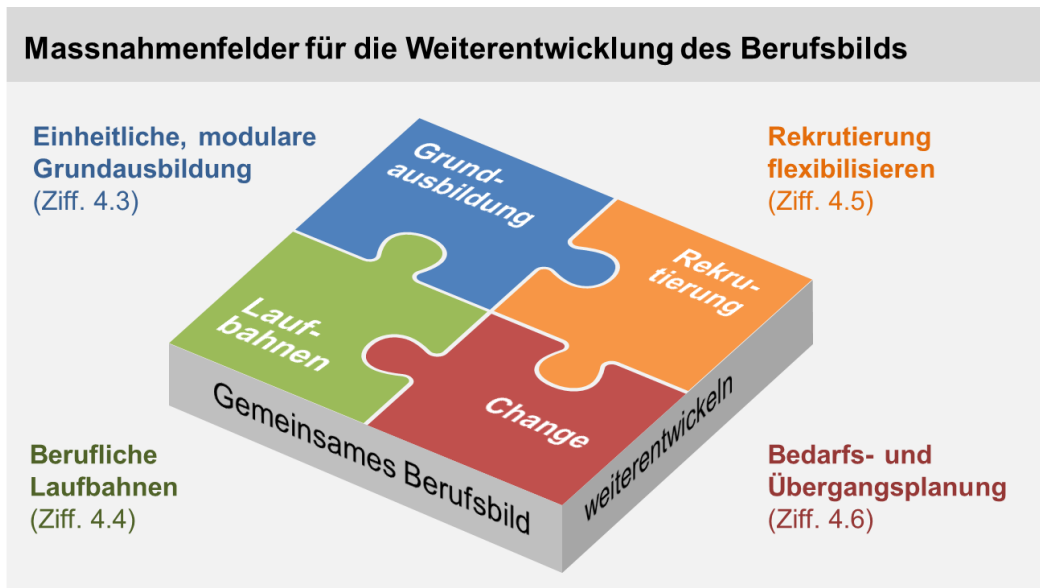 Massnahmenfelder für die Weiterentwicklung des Berufsbilds
Einheitliche, modulare
Grundausbildung
(Ziff. 4.3)
Rekrutierung
flexibilisieren
(Ziff. 4.5)
Grund-
ausbildung
Rekru-
tierung
Lauf-
bahnen
Change
Gemeinsames Berufsbild
weiterentwickeln
Berufliche
Laufbahnen
(Ziff. 4.4)
Bedarfs- und
Übergangsplanung
(Ziff. 4.6)